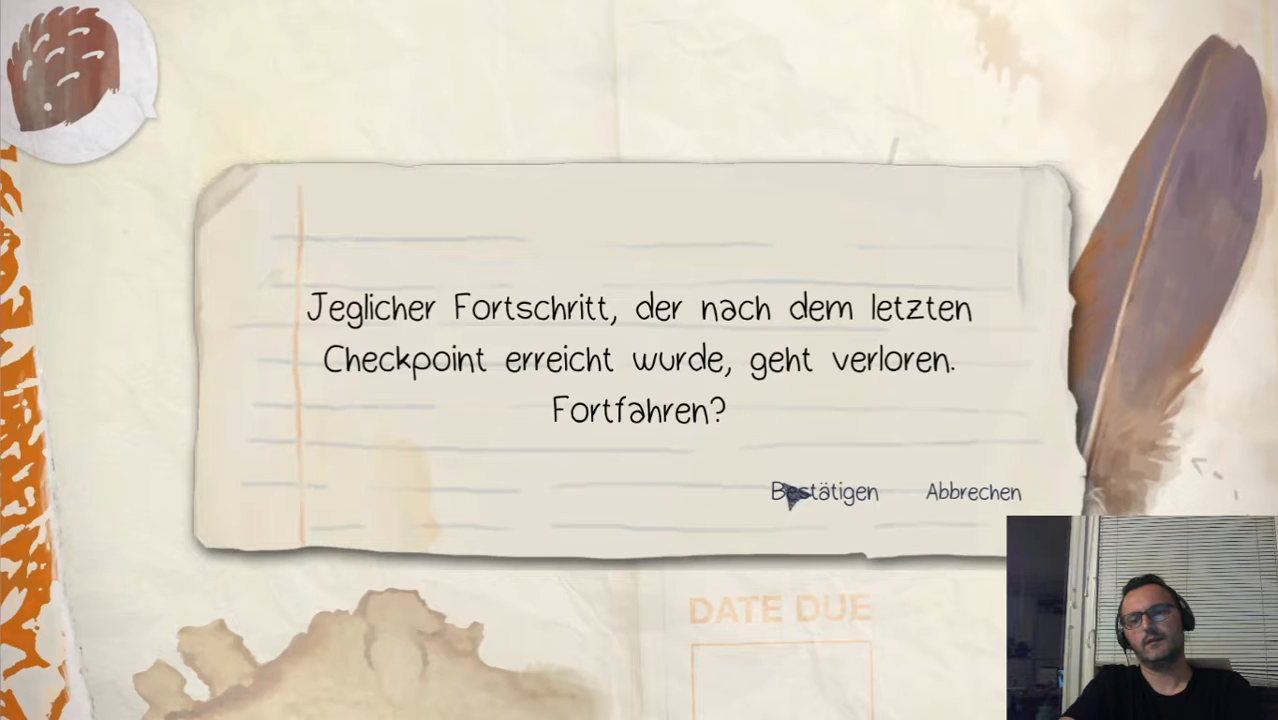 Jeglicher Fortschritt, der nach dem letzten
Checkpoint erreicht wurde, geht verloren.
Fortfahren?
Bestätigen Abbrechen
DATE DUE